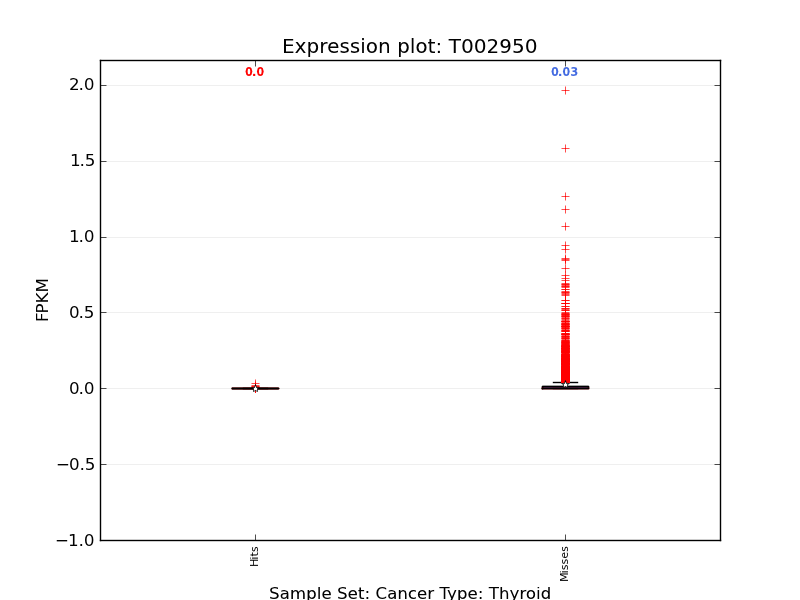 Expression plot: T002950
0.0
0.03
2.0
1.5
1.0
0.5
0.0
−0.5
−1.0
FPKM
Hits
Misses
Sample Set: Cancer Type: Thyroid